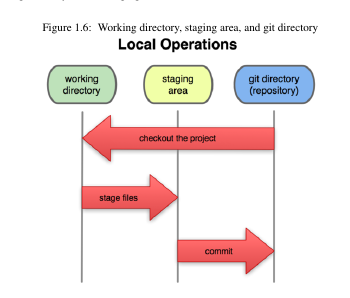 Figure 1.6: Working directory, staging area, and git directory
Local Operations
working
directory
staging
area
git directory
(repository)
checkout the project
stage files
commit